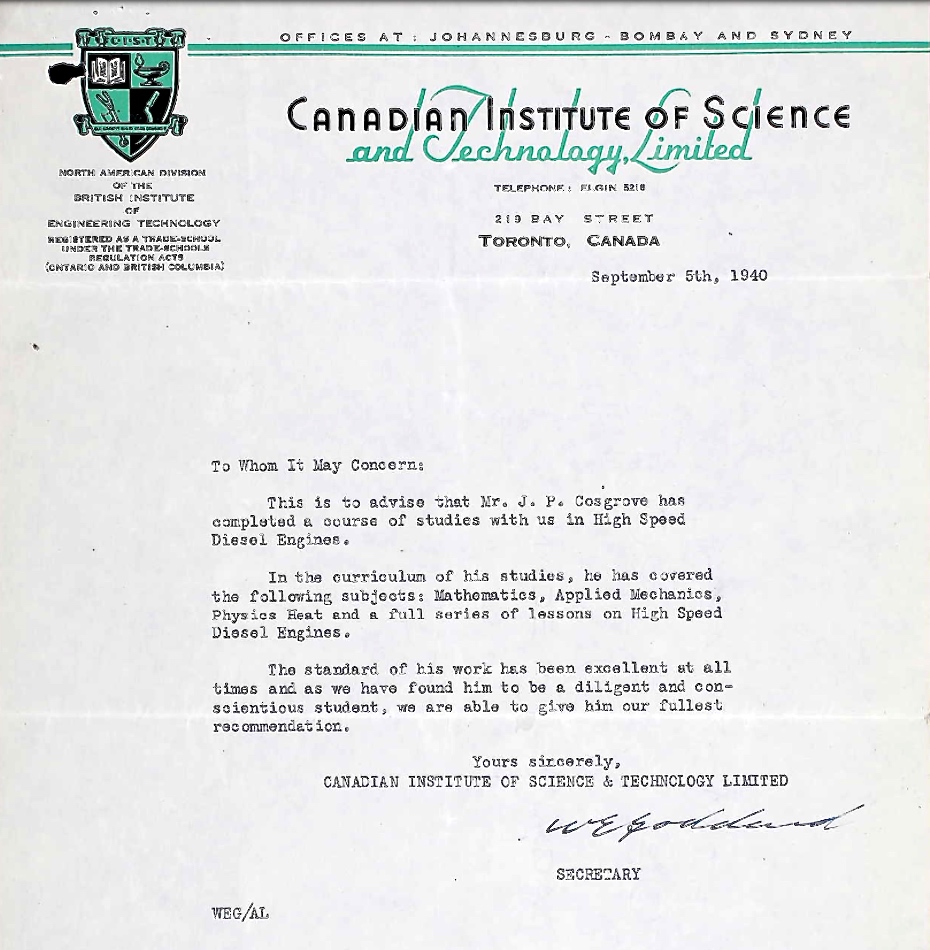 OFFICES AT : JOHANNESBURG - BOMBAY AND SYDNEY
C.I.S.T.
CANADIAN INSTITUTE OF SCIENCE
and Technology, Limited
NORTH AMERICAN DIVISION
OF THE
BRITISH INSTITUTE
OF
ENGINEERING TECHNOLOGY
REGISTERED AS A TRADE-SCHOOL
UNDER THE TRADE-SCHOOLS
REGULATION ACTS
(ONTARIO AND BRITISH COLUMBIA)
TELEPHONE: ELGIN 5218
219 BAY STREET
TORONTO, CANADA
September 5th, 1940
To Whom It May Concern:
This is to advise that Mr. J. P. Cosgrove has
completed a course of studies with us in High Speed
Diesel Engines.
In the curriculum of his studies, he has covered
the following subjects: Mathematics, Applied Mechanics,
Physics Heat and a full series of lessons on High Speed
Diesel Engines.
The standard of his work has been excellent at all
times and as we have found him to be a diligent and con-
scientious student, we are able to give him our fullest
recommendation.
Yours sincerely,
CANADIAN INSTITUTE OF SCIENCE & TECHNOLOGY LIMITED
WEGoddard
SECRETARY
WEG/AL